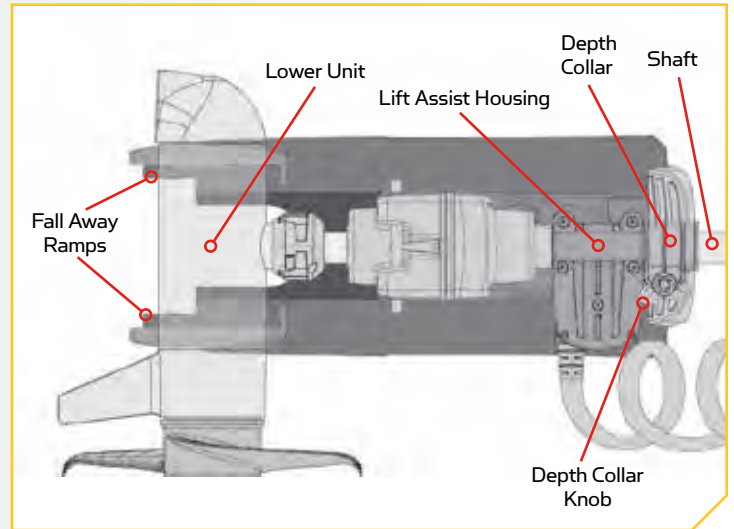 Depth
Collar
Shaft
Lower Unit
Lift Assist Housing
Fall Away
Ramps
Depth Collar
Knob